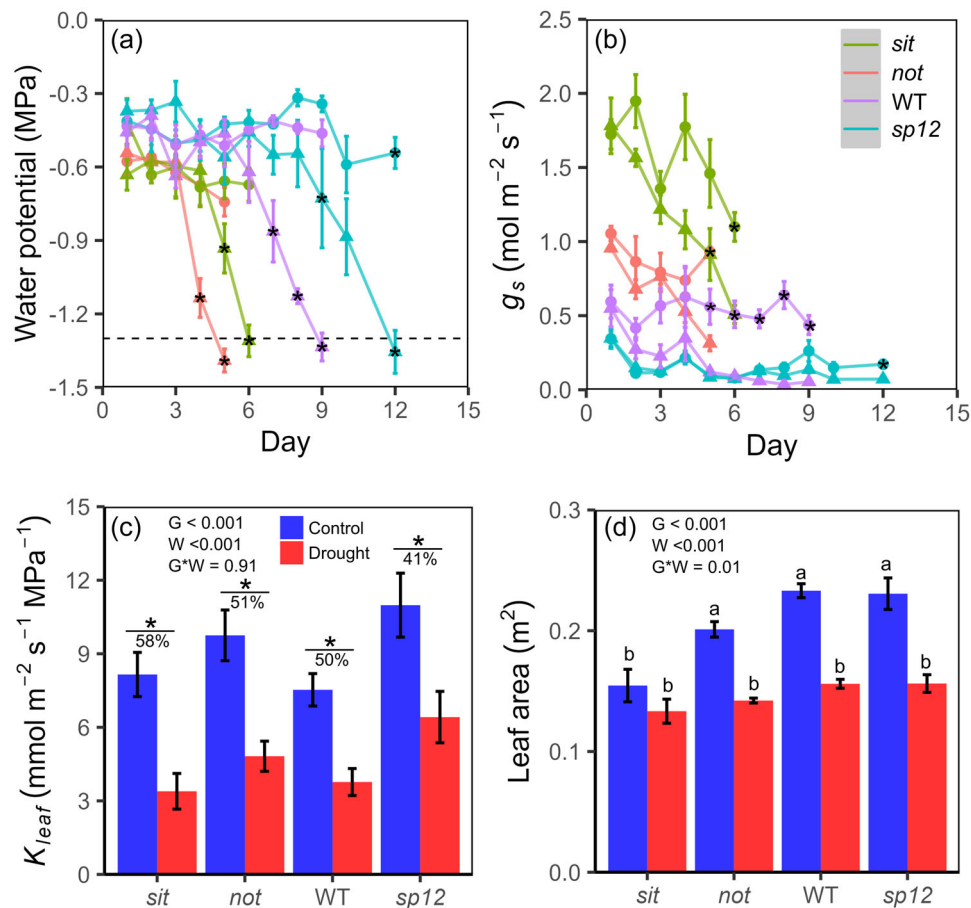 (a)
Water potential (MPa)
0.0
-0.3
-0.6
-0.9
-1.2
-1.5
0 3 6 9 12 15
Day
* * * * * * * * * *
(b)
gs (mol m−2 s−1)
2.5
2.0
1.5
1.0
0.5
0.0
0 3 6 9 12 15
Day
sit
not
WT
sp12
* * * * * * * *
(c)
Kleaf (mmol m−2 s−1 MPa−1)
15
12
9
6
3
0
G < 0.001
W <0.001
G*W = 0.91
Control
Drought
*
58%
*
51%
*
50%
*
41%
sit not WT sp12
(d)
Leaf area (m2)
0.3
0.2
0.1
0.0
G < 0.001
W <0.001
G*W = 0.01
b b a b a b a b
sit not WT sp12